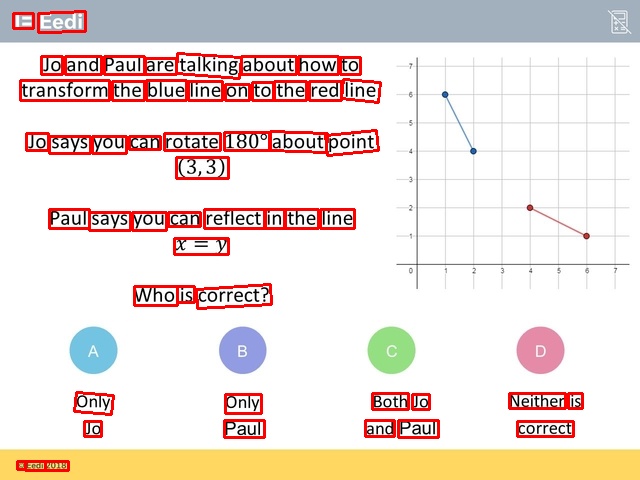 Eedi
Jo and Paul are talking about how to
transform the blue line on to the red line
Jo says you can rotate 180° about point
(3, 3)
Paul says you can reflect in the line
x = y
Who is correct?
7
6
5
4
3
2
1
0 1 2 3 4 5 6 7
A B C D
Only Jo
Only Paul
Both Jo and Paul
Neither is correct
© Eedi 2018